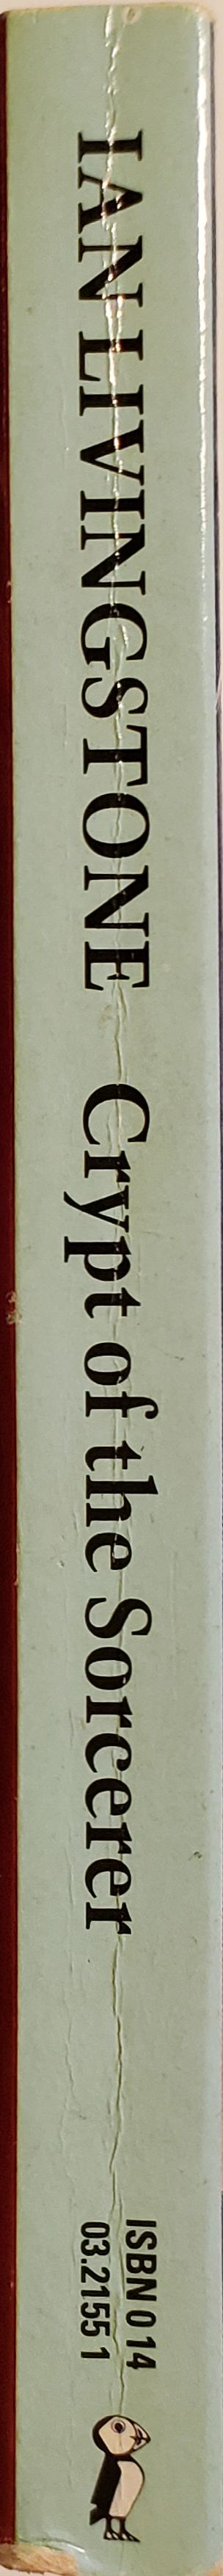 IAN LIVINGSTONE Crypt of the Sorcerer
ISBN 0 14
03.2155 1